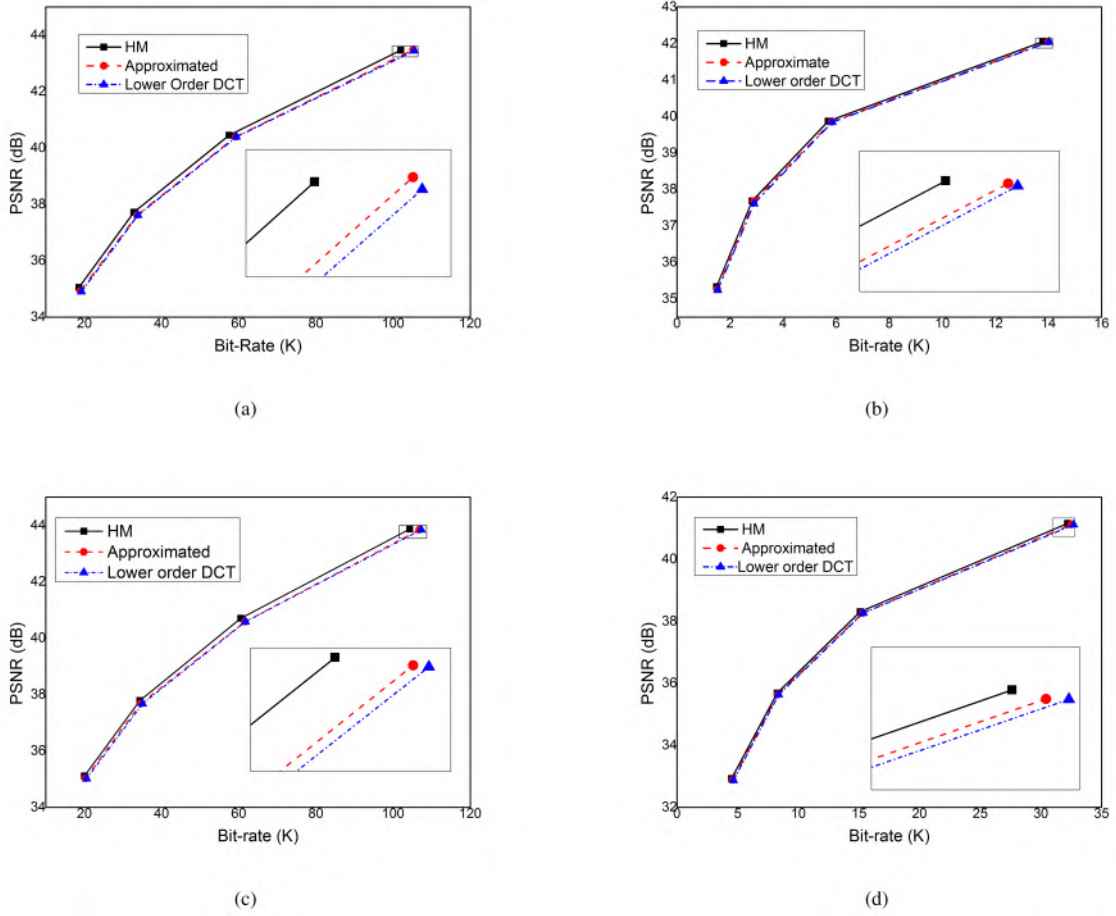 44
42
40
38
36
34
PSNR (dB)
HM
Approximated
Lower Order DCT
20 40 60 80 100 120
Bit-Rate (K)
(a)
43
42
41
40
39
38
37
36
35
34
PSNR (dB)
HM
Approximate
Lower order DCT
0 2 4 6 8 10 12 14 16
Bit-rate (K)
(b)
44
42
40
38
36
34
PSNR (dB)
HM
Approximated
Lower order DCT
20 40 60 80 100 120
Bit-rate (K)
(c)
42
40
38
36
34
32
PSNR (dB)
HM
Approximated
Lower order DCT
0 5 10 15 20 25 30 35
Bit-rate (K)
(d)